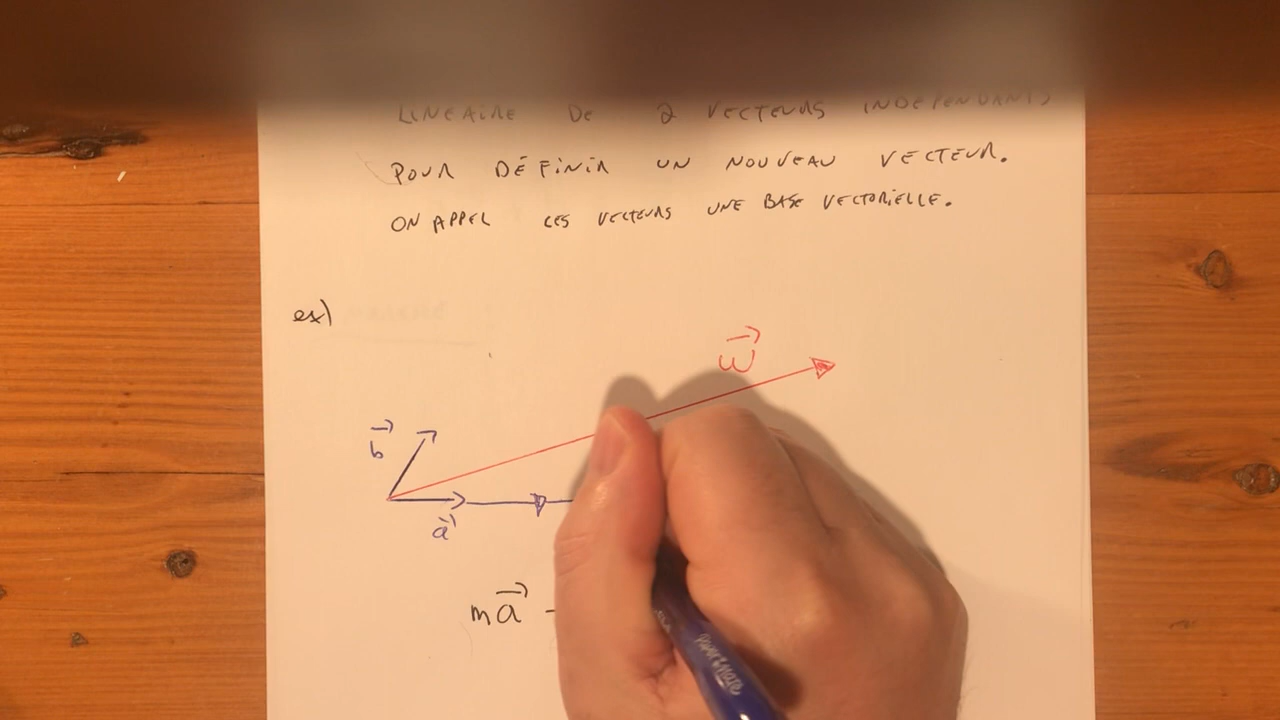 LINEAIRE DE 2 VECTEURS INDEPENDANTS
POUR DÉFINIR UN NOUVEAU VECTEUR.
ON APPEL CES VECTEURS UNE BASE VECTORIELLE.
ex)
w
b
a
ma -